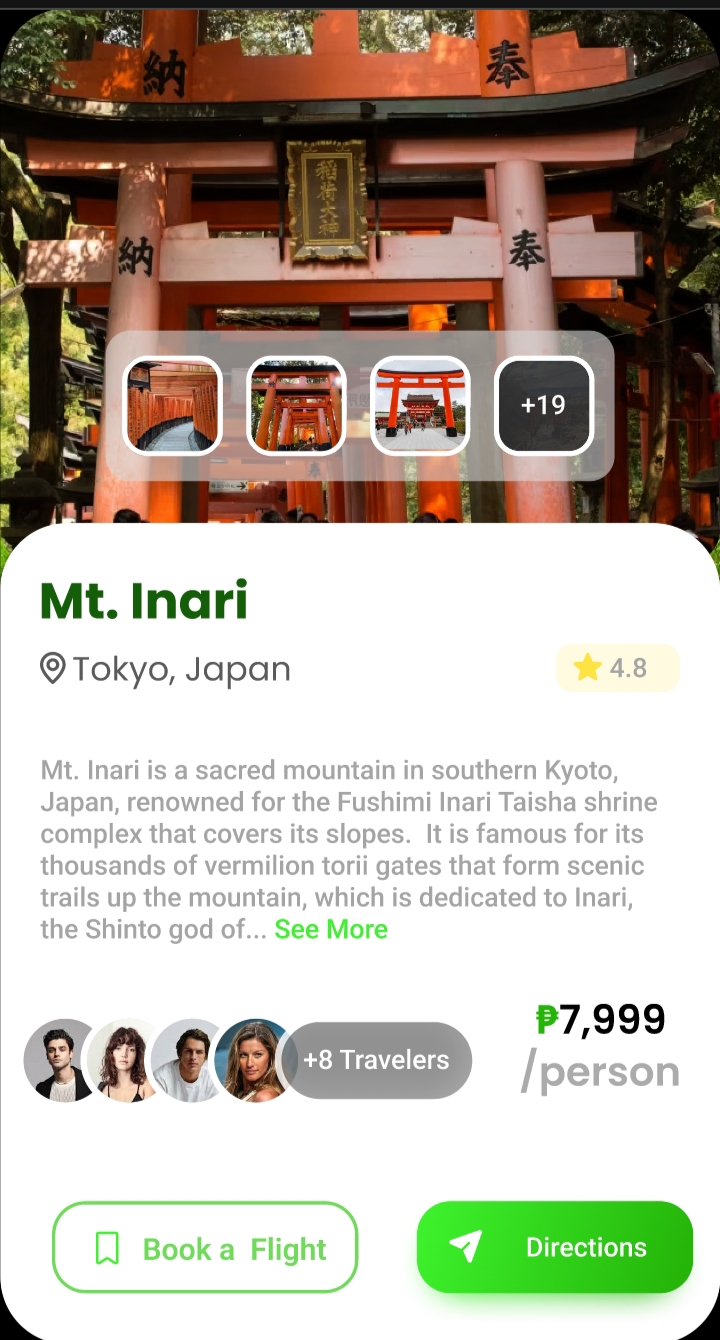 納 奉
稲荷大神
納 奉
+19
Mt. Inari
Tokyo, Japan
4.8
Mt. Inari is a sacred mountain in southern Kyoto,
Japan, renowned for the Fushimi Inari Taisha shrine
complex that covers its slopes.  It is famous for its
thousands of vermilion torii gates that form scenic
trails up the mountain, which is dedicated to Inari,
the Shinto god of... See More
₱7,999
/person
+8 Travelers
Book a  Flight
Directions